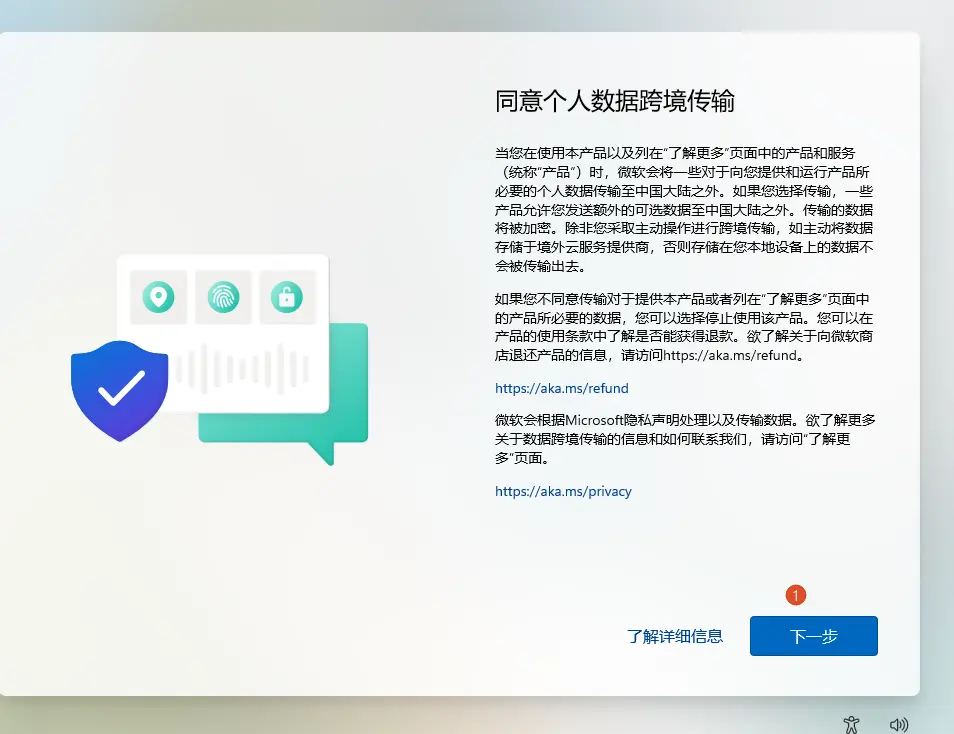 同意个人数据跨境传输
当您在使用本产品以及列在“了解更多”页面中的产品和服务
（统称“产品”）时，微软会将一些对于向您提供和运行产品所
必要的个人数据传输至中国大陆之外。如果您选择传输，一些
产品允许您发送额外的可选数据至中国大陆之外。传输的数据
将被加密。除非您采取主动操作进行跨境传输，如主动将数据
存储于境外云服务提供商，否则存储在您本地设备上的数据不
会被传输出去。
如果您不同意传输对于提供本产品或者列在“了解更多”页面中
的产品所必要的数据，您可以选择停止使用该产品。您可以在
产品的使用条款中了解是否能获得退款。欲了解关于向微软商
店退还产品的信息，请访问https://aka.ms/refund。
https://aka.ms/refund
微软会根据Microsoft隐私声明处理以及传输数据。欲了解更多
关于数据跨境传输的信息和如何联系我们，请访问“了解更
多”页面。
https://aka.ms/privacy
1
了解详细信息
下一步